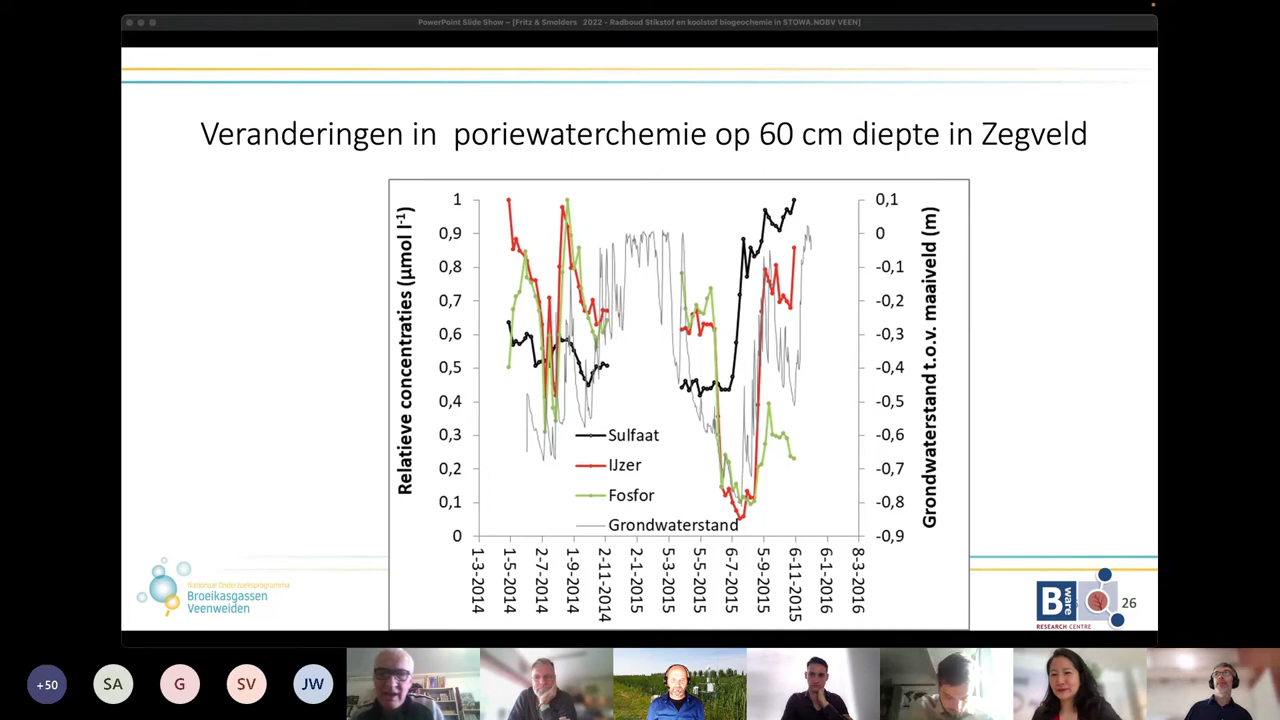 PowerPoint Slide Show – [Fritz & Smolders 2022 - Radboud Stikstof en koolstof biogeochemie in STOWA.NOBV VEEN]
Veranderingen in poriewaterchemie op 60 cm diepte in Zegveld
Relatieve concentraties (µmol l-1)
1
0,9
0,8
0,7
0,6
0,5
0,4
0,3
0,2
0,1
0
Sulfaat
IJzer
Fosfor
Grondwaterstand
0,1
0
-0,1
-0,2
-0,3
-0,4
-0,5
-0,6
-0,7
-0,8
-0,9
Grondwaterstand t.o.v. maaiveld (m)
1-3-2014
1-5-2014
2-7-2014
1-9-2014
2-11-2014
2-1-2015
5-3-2015
5-5-2015
6-7-2015
5-9-2015
6-11-2015
6-1-2016
8-3-2016
Nationaal Onderzoeksprogramma
Broeikasgassen
Veenweiden
B ware
RESEARCH CENTRE
26
+50
SA
G
SV
JW